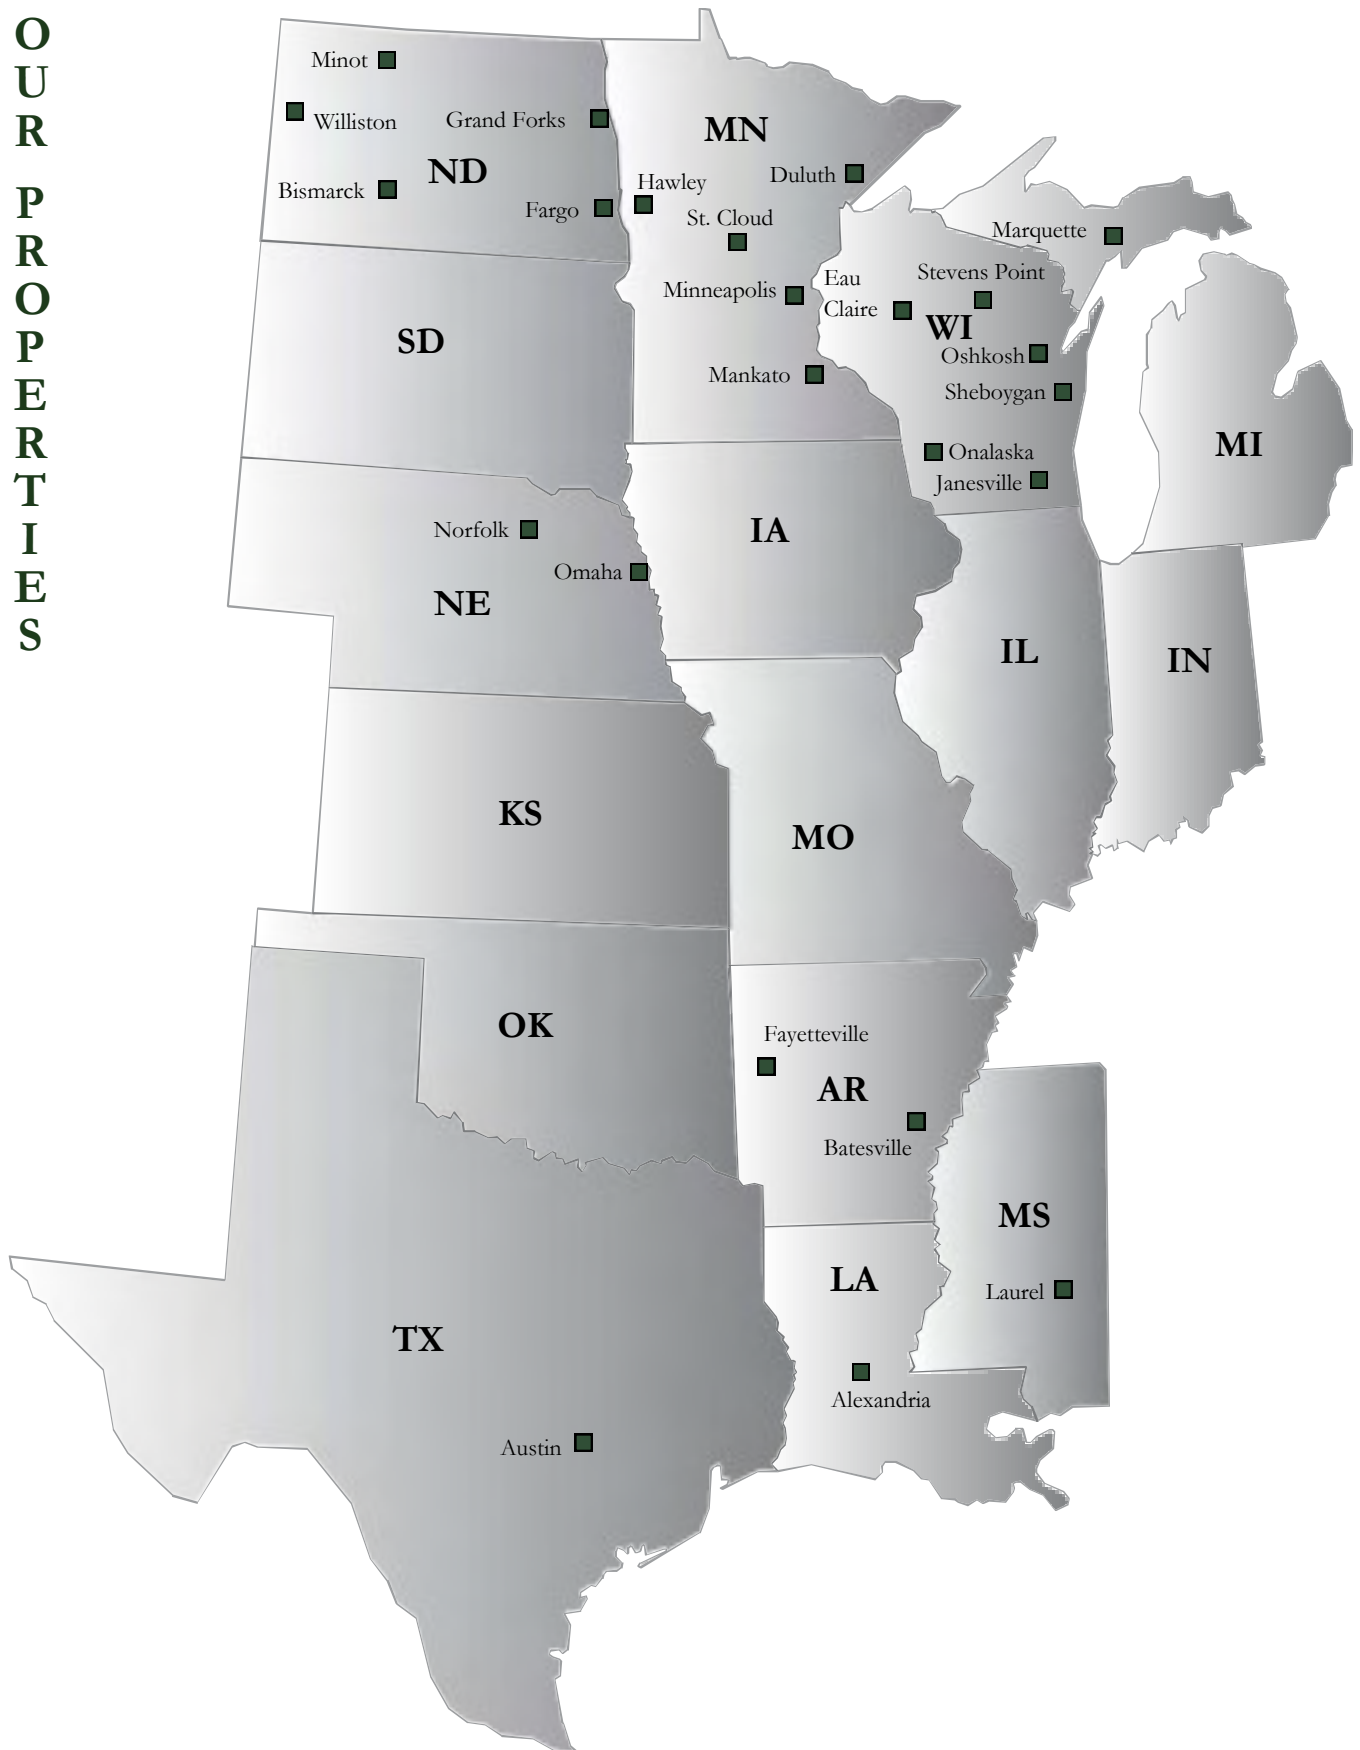 OUR PROPERTIES
Minot
Williston
Grand Forks
ND
Bismarck
Fargo
MN
Hawley
Duluth
St. Cloud
Minneapolis
Mankato
Marquette
Eau
Claire
Stevens Point
WI
Oshkosh
Sheboygan
Onalaska
Janesville
SD
MI
Norfolk
Omaha
NE
IA
IL
IN
KS
MO
OK
Fayetteville
AR
Batesville
MS
Laurel
LA
Alexandria
TX
Austin